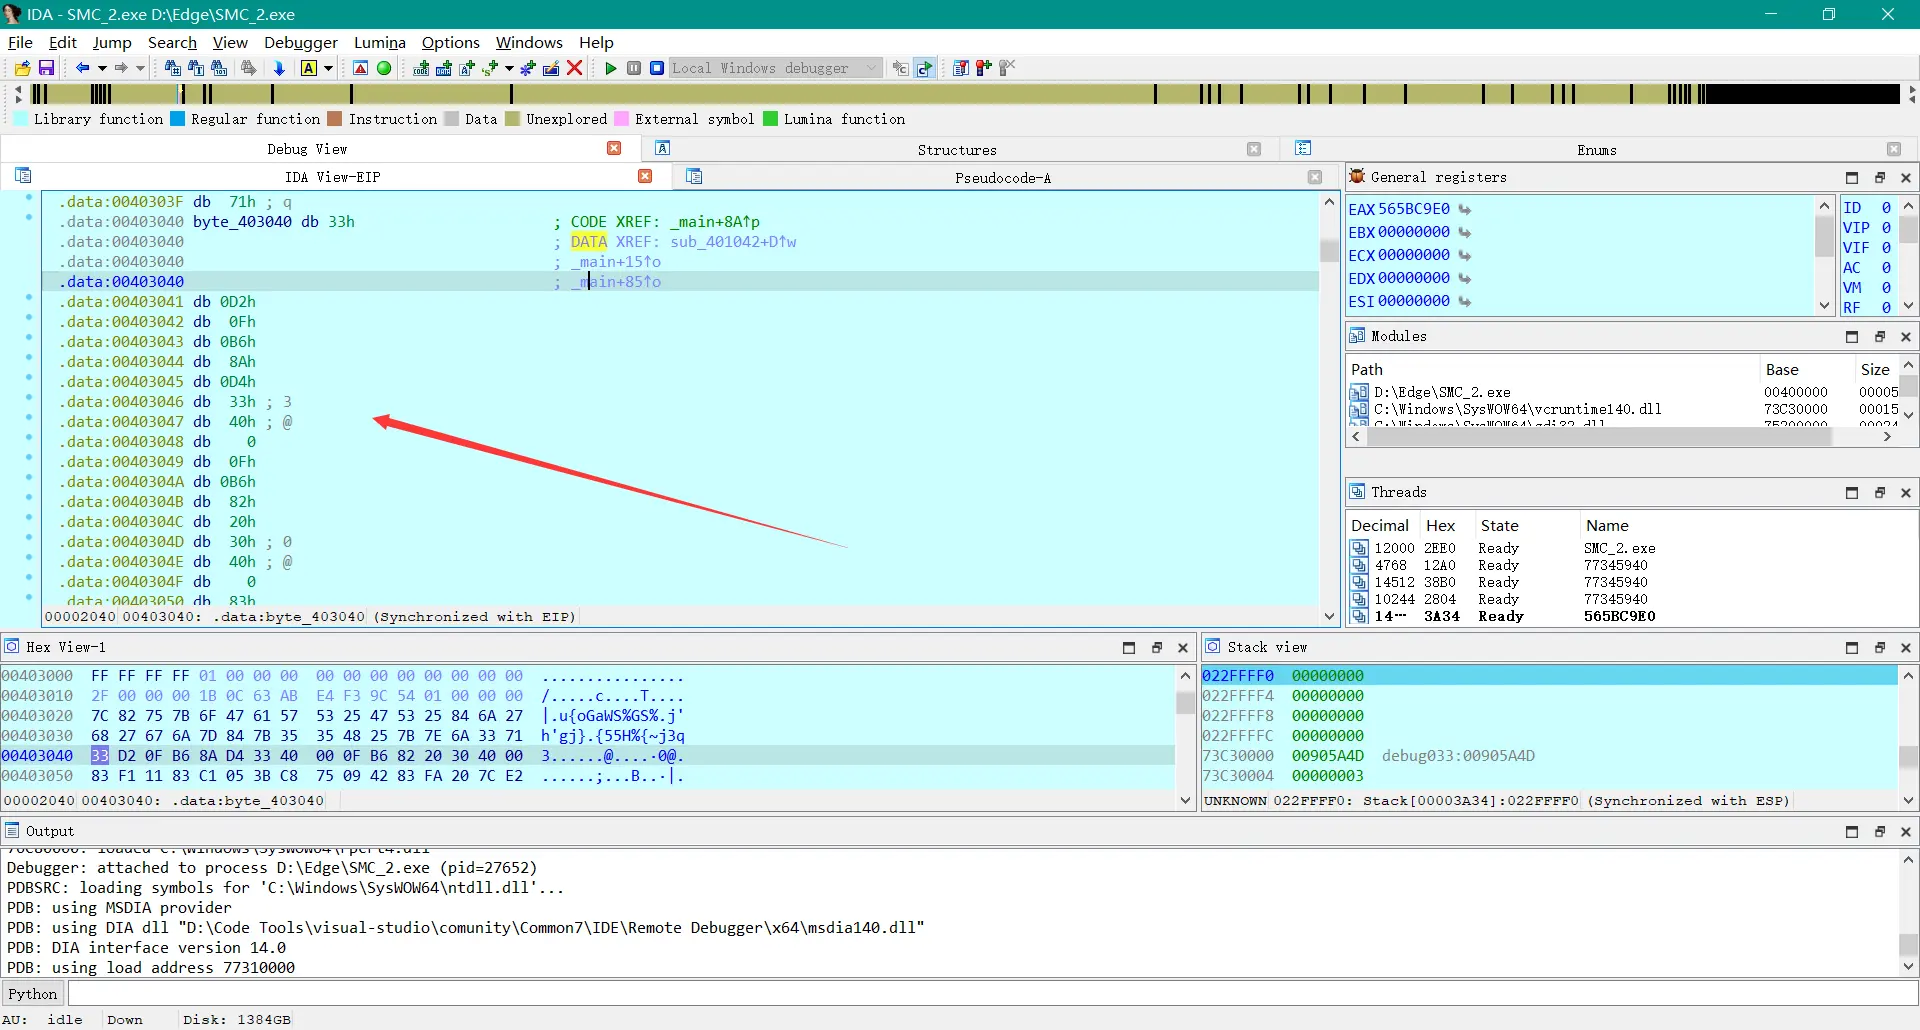 IDA - SMC_2.exe D:\Edge\SMC_2.exe
File Edit Jump Search View Debugger Lumina Options Windows Help
Local Windows debugger
Library function Regular function Instruction Data Unexplored External symbol Lumina function
Debug View Structures Enums
IDA View-EIP Pseudocode-A
.data:0040303F db 71h ; q
.data:00403040 byte_403040 db 33h ; CODE XREF: _main+8A↑p
.data:00403040 ; DATA XREF: sub_401042+D↑w
.data:00403040 ; _main+15↑o
.data:00403040 ; _main+85↑o
.data:00403041 db 0D2h
.data:00403042 db 0Fh
.data:00403043 db 0B6h
.data:00403044 db 8Ah
.data:00403045 db 0D4h
.data:00403046 db 33h ; 3
.data:00403047 db 40h ; @
.data:00403048 db 0
.data:00403049 db 0Fh
.data:0040304A db 0B6h
.data:0040304B db 82h
.data:0040304C db 20h
.data:0040304D db 30h ; 0
.data:0040304E db 40h ; @
.data:0040304F db 0
.data:00403050 db 83h
00002040 00403040: .data:byte_403040 (Synchronized with EIP)
General registers
EAX 565BC9E0
EBX 00000000
ECX 00000000
EDX 00000000
ESI 00000000
ID 0
VIP 0
VIF 0
AC 0
VM 0
RF 0
Modules
Path Base Size
D:\Edge\SMC_2.exe 00400000 00005
C:\Windows\SysWOW64\vcruntime140.dll 73C30000 00015
Threads
Decimal Hex State Name
12000 2EE0 Ready SMC_2.exe
4768 12A0 Ready 77345940
14512 38B0 Ready 77345940
10244 2804 Ready 77345940
14… 3A34 Ready 565BC9E0
Hex View-1
00403000 FF FF FF FF 01 00 00 00 00 00 00 00 00 00 00 00 ................
00403010 2F 00 00 00 1B 0C 63 AB E4 F3 9C 54 01 00 00 00 /.....c....T....
00403020 7C 82 75 7B 6F 47 61 57 53 25 47 53 25 84 6A 27 |.u{oGaWS%GS%.j'
00403030 68 27 67 6A 7D 84 7B 35 35 48 25 7B 7E 6A 33 71 h'gj}.{55H%{~j3q
00403040 33 D2 0F B6 8A D4 33 40 00 0F B6 82 20 30 40 00 3......@....·0@.
00403050 83 F1 11 83 C1 05 3B C8 75 09 42 83 FA 20 7C E2 ......;...B..·|.
00002040 00403040: .data:byte_403040
Stack view
022FFFF0 00000000
022FFFF4 00000000
022FFFF8 00000000
022FFFFC 00000000
73C30000 00905A4D debug033:00905A4D
73C30004 00000003
UNKNOWN 022FFFF0: Stack[00003A34]:022FFFF0 (Synchronized with ESP)
Output
Debugger: attached to process D:\Edge\SMC_2.exe (pid=27652)
PDBSRC: loading symbols for 'C:\Windows\SysWOW64\ntdll.dll'...
PDB: using MSDIA provider
PDB: using DIA dll "D:\Code Tools\visual-studio\comunity\Common7\IDE\Remote Debugger\x64\msdia140.dll"
PDB: DIA interface version 14.0
PDB: using load address 77310000
Python
AU: idle Down Disk: 1384GB